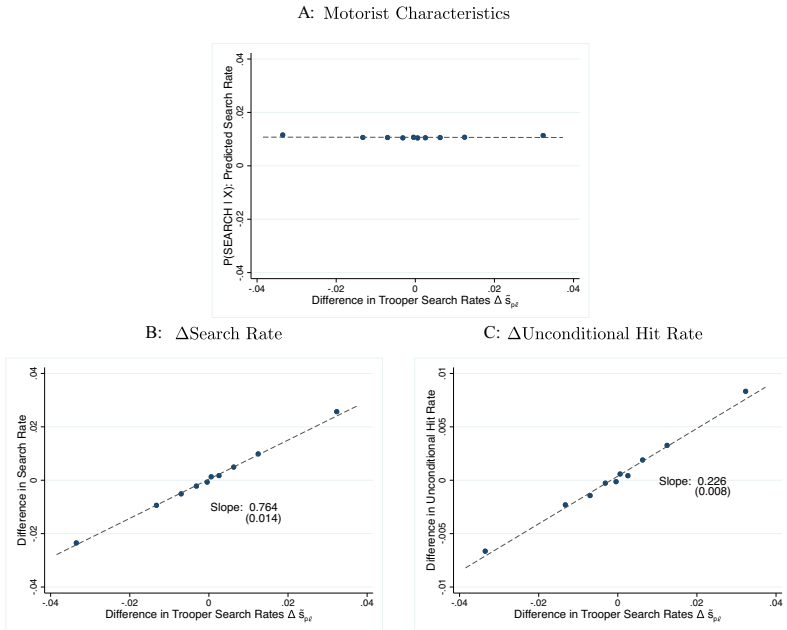 A: Motorist Characteristics
P(SEARCH | X): Predicted Search Rate
.04
.02
0
-.02
-.04
-.04 -.02 0 .02 .04
Difference in Trooper Search Rates Δ s̃pℓ
B: ΔSearch Rate
Difference in Search Rate
.04
.02
0
-.02
-.04
Slope: 0.764
(0.014)
-.04 -.02 0 .02 .04
Difference in Trooper Search Rates Δ s̃pℓ
C: ΔUnconditional Hit Rate
Difference in Unconditional Hit Rate
.01
.005
0
-.005
-.01
Slope: 0.226
(0.008)
-.04 -.02 0 .02 .04
Difference in Trooper Search Rates Δ s̃pℓ